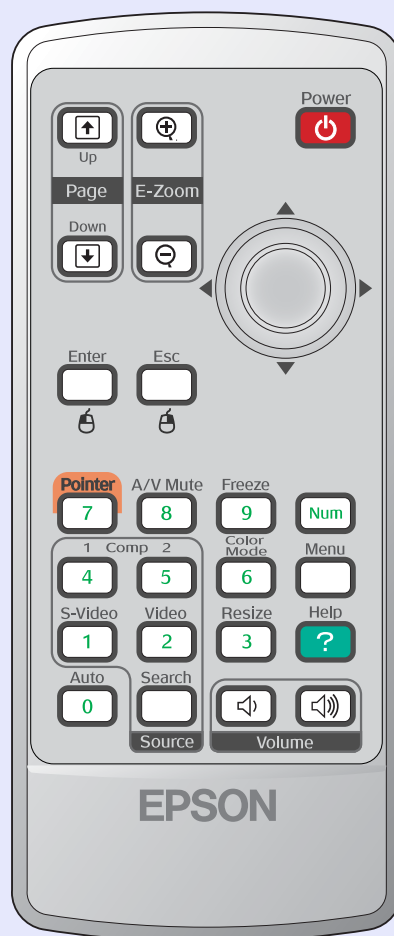 Power
Up
Page E-Zoom
Down
Enter Esc
Pointer A/V Mute Freeze
7 8 9 Num
1 Comp 2 Color Mode Menu
4 5 6
S-Video Video Resize Help
1 2 3 ?
Auto Search
0
Source Volume
EPSON